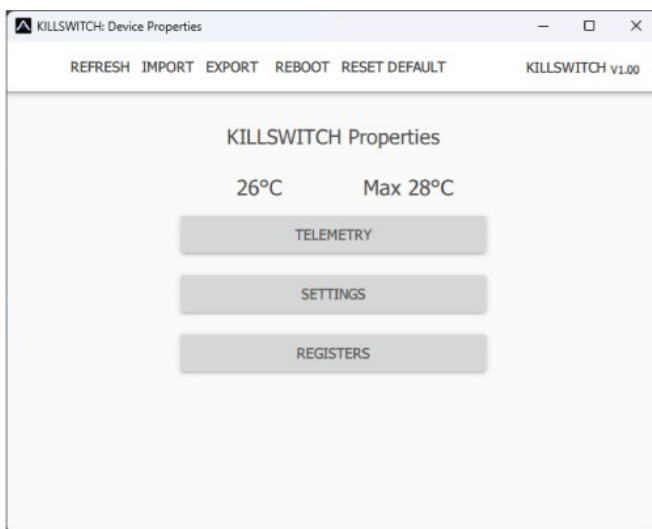 KILLSWITCH: Device Properties
REFRESH IMPORT EXPORT REBOOT RESET DEFAULT KILLSWITCH V1.00
KILLSWITCH Properties
26°C Max 28°C
TELEMETRY
SETTINGS
REGISTERS